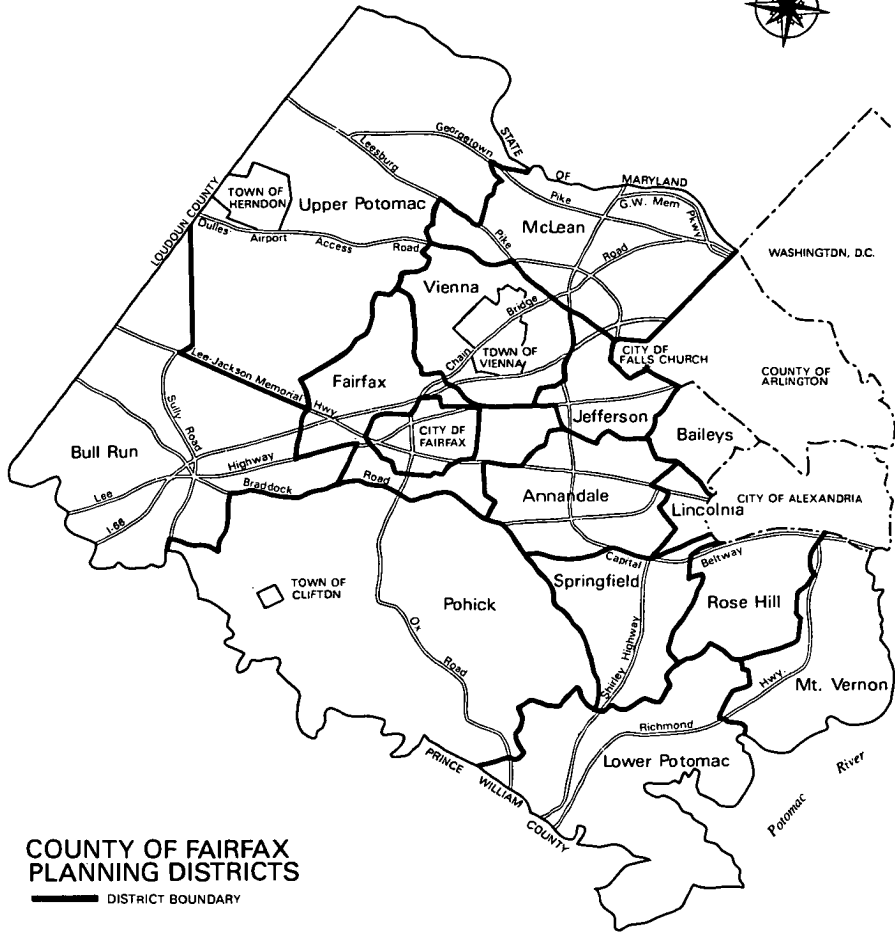 Georgetown
STATE
OF
MARYLAND
Leesburg
Pike
G.W. Mem
Pkwy
TOWN OF
HERNDON
Upper Potomac
McLean
LOUDOUN COUNTY
Dulles
Airport
Access
Road
Pike
Road
WASHINGTON, D.C.
Vienna
Bridge
Chain
TOWN OF
VIENNA
CITY OF
FALLS CHURCH
COUNTY OF
ARLINGTON
Lee-Jackson Memorial
Hwy
Fairfax
Sully
Road
Jefferson
CITY OF
FAIRFAX
Baileys
Bull Run
Highway
Lee
I-66
Braddock
Road
Annandale
Lincolnia
CITY OF ALEXANDRIA
Capital
Beltway
TOWN OF
CLIFTON
Springfield
Pohick
Rose Hill
Ox
Road
Shirley Highway
Mt. Vernon
Hwy.
Richmond
Lower Potomac
PRINCE WILLIAM
COUNTY
Potomac River
COUNTY OF FAIRFAX
PLANNING DISTRICTS
DISTRICT BOUNDARY